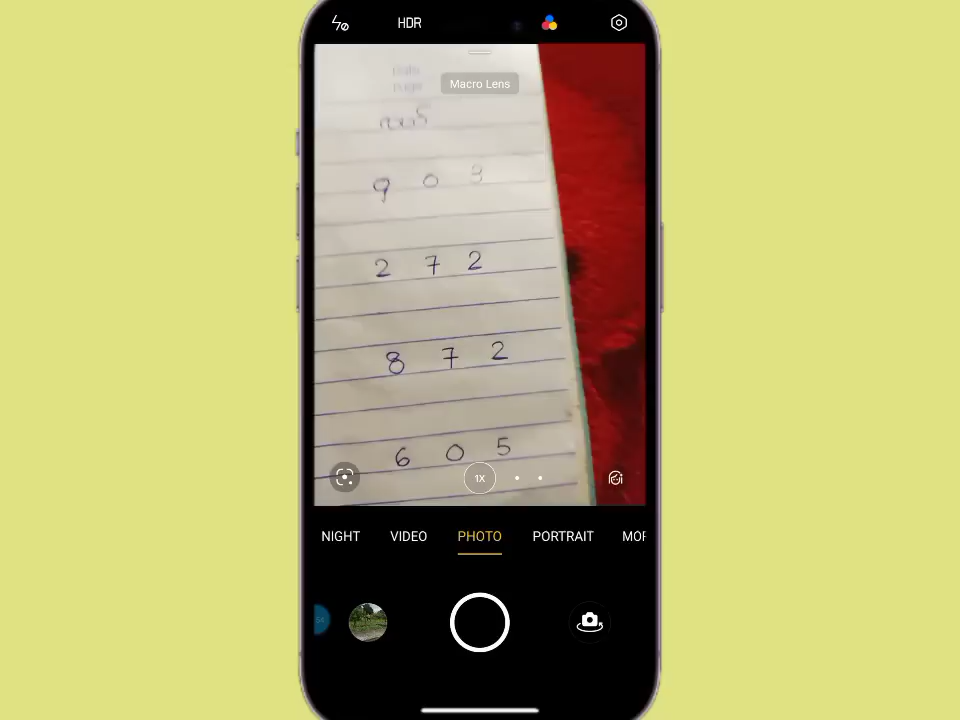 HDR
Macro Lens
9 0 3
2 7 2
8 7 2
6 0 5
1X
NIGHT VIDEO PHOTO PORTRAIT MOR